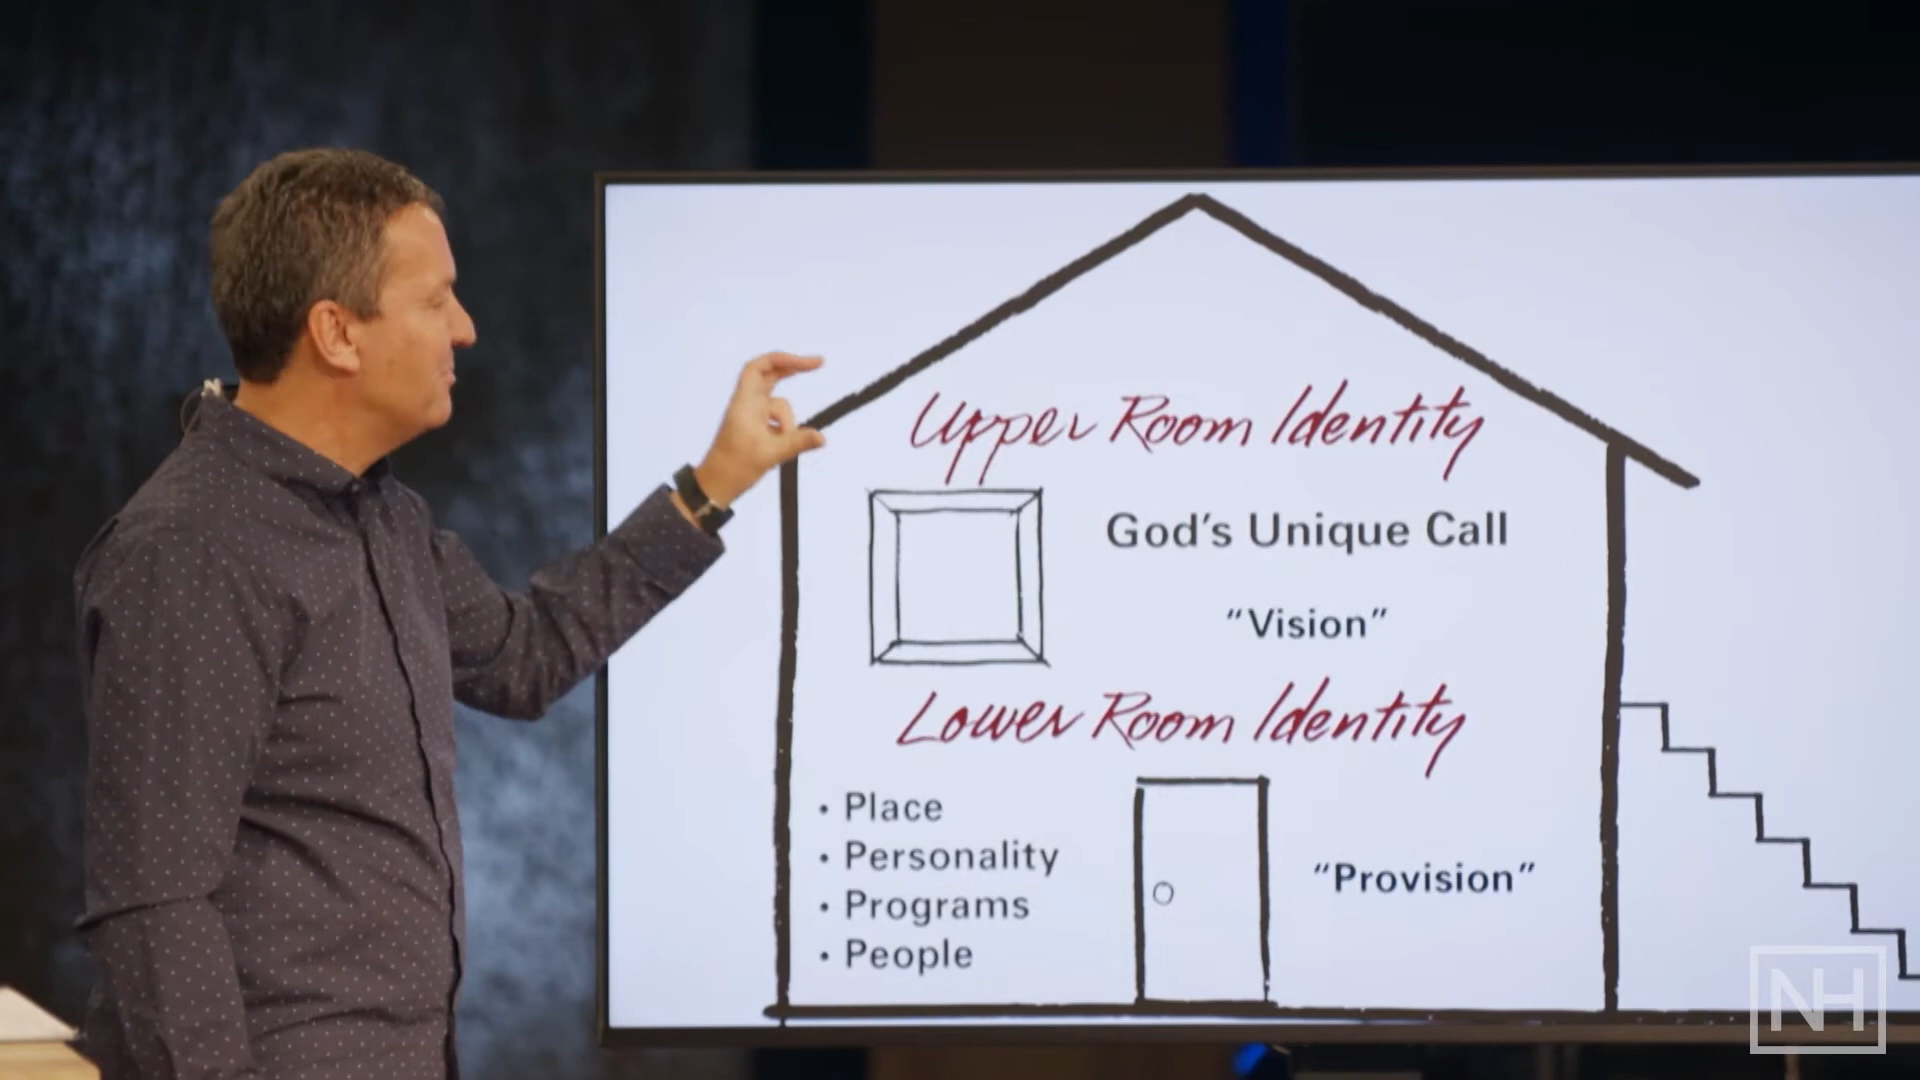 Upper Room Identity
God's Unique Call
"Vision"
Lower Room Identity
• Place
• Personality
• Programs
• People
"Provision"
NH